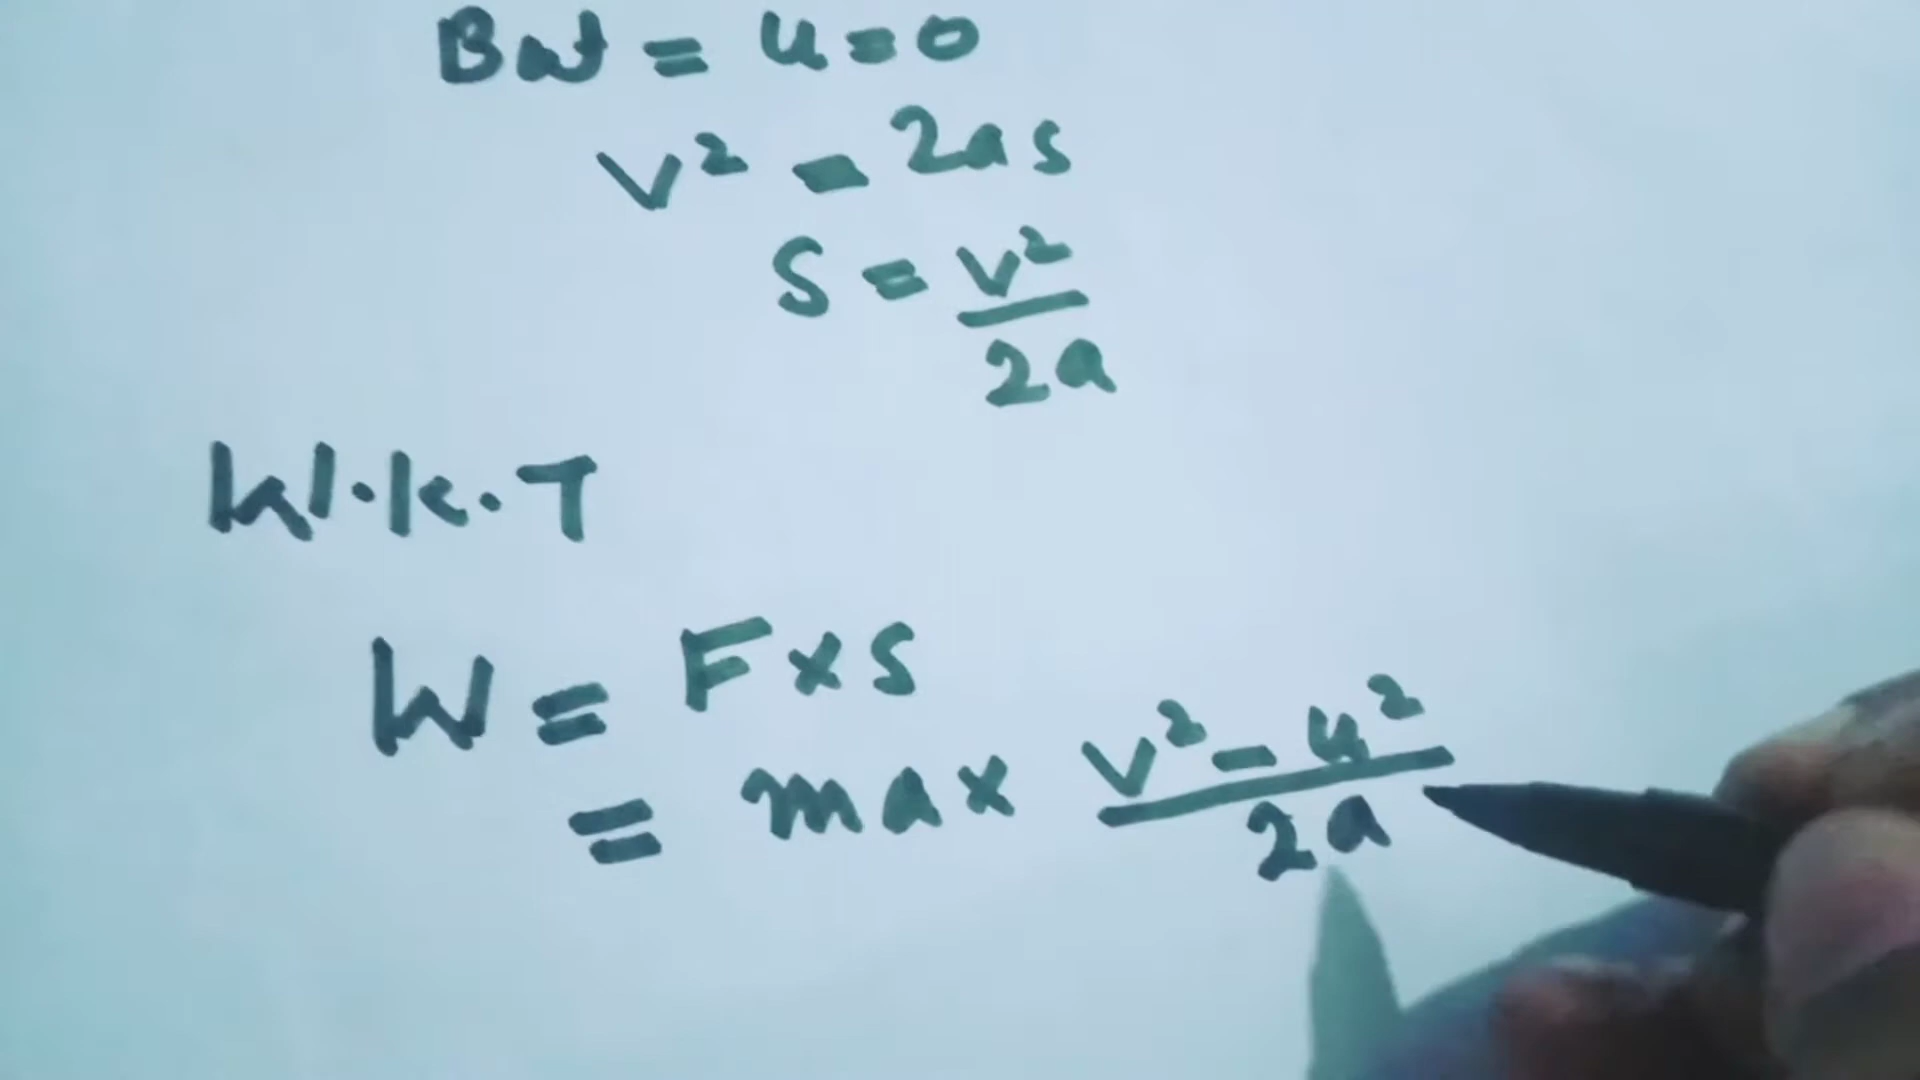 But = u=0
v² = 2as
S = v²/2a
W.K.T
W = F×s
= ma× v²-u²/2a